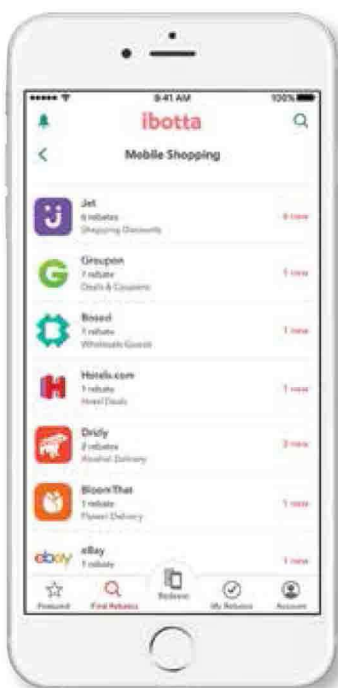 9:41 AM 100%
ibotta
Mobile Shopping
Jet
6 rebates
Shopping Discounts
6 new
Groupon
1 rebate
Deals & Coupons
1 new
Boxed
1 rebate
Wholesale Goods
1 new
Hotels.com
1 rebate
Hotel Deals
1 new
Drizly
2 rebates
Alcohol Delivery
2 new
BloomThat
1 rebate
Flower Delivery
1 new
ebay
eBay
1 rebate
1 new
Featured
Find Rebates
Redeem
My Rebates
Account